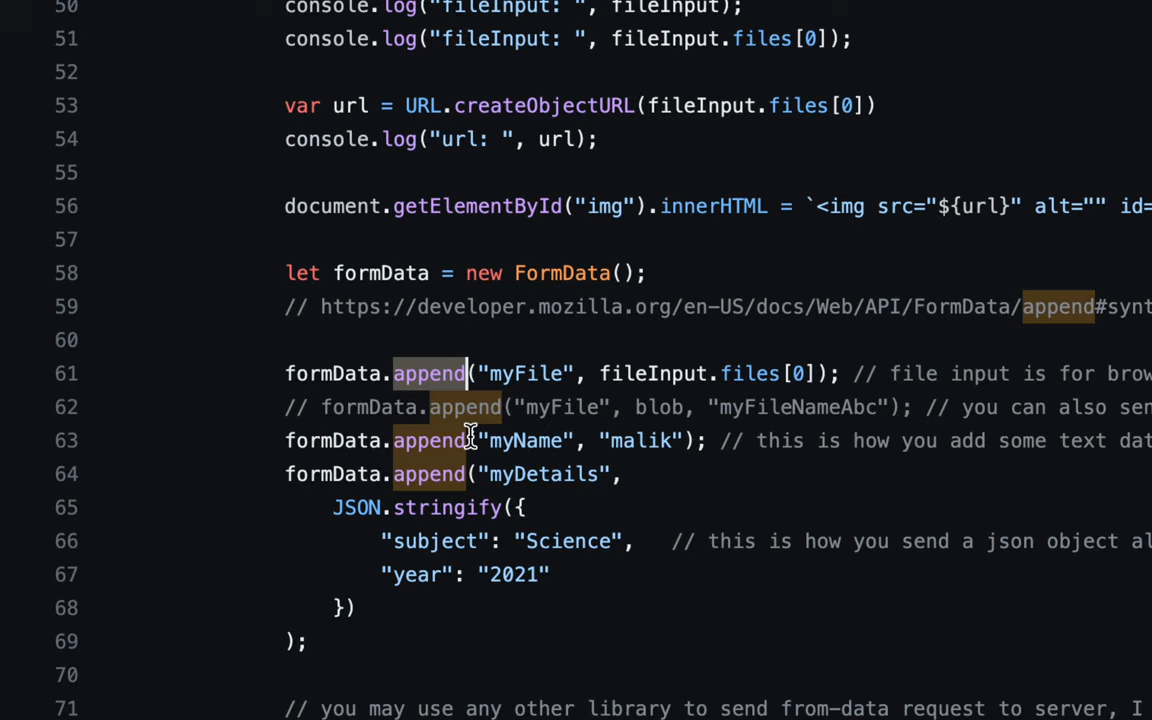 50 console.log("fileInput: ", fileInput);
51 console.log("fileInput: ", fileInput.files[0]);
52
53 var url = URL.createObjectURL(fileInput.files[0])
54 console.log("url: ", url);
55
56 document.getElementById("img").innerHTML = `<img src="${url}" alt="" id=
57
58 let formData = new FormData();
59 // https://developer.mozilla.org/en-US/docs/Web/API/FormData/append#synt
60
61 formData.append("myFile", fileInput.files[0]); // file input is for brow
62 // formData.append("myFile", blob, "myFileNameAbc"); // you can also sen
63 formData.append("myName", "malik"); // this is how you add some text dat
64 formData.append("myDetails",
65 JSON.stringify({
66 "subject": "Science", // this is how you send a json object al
67 "year": "2021"
68 })
69 );
70
71 // you may use any other library to send from-data request to server, I